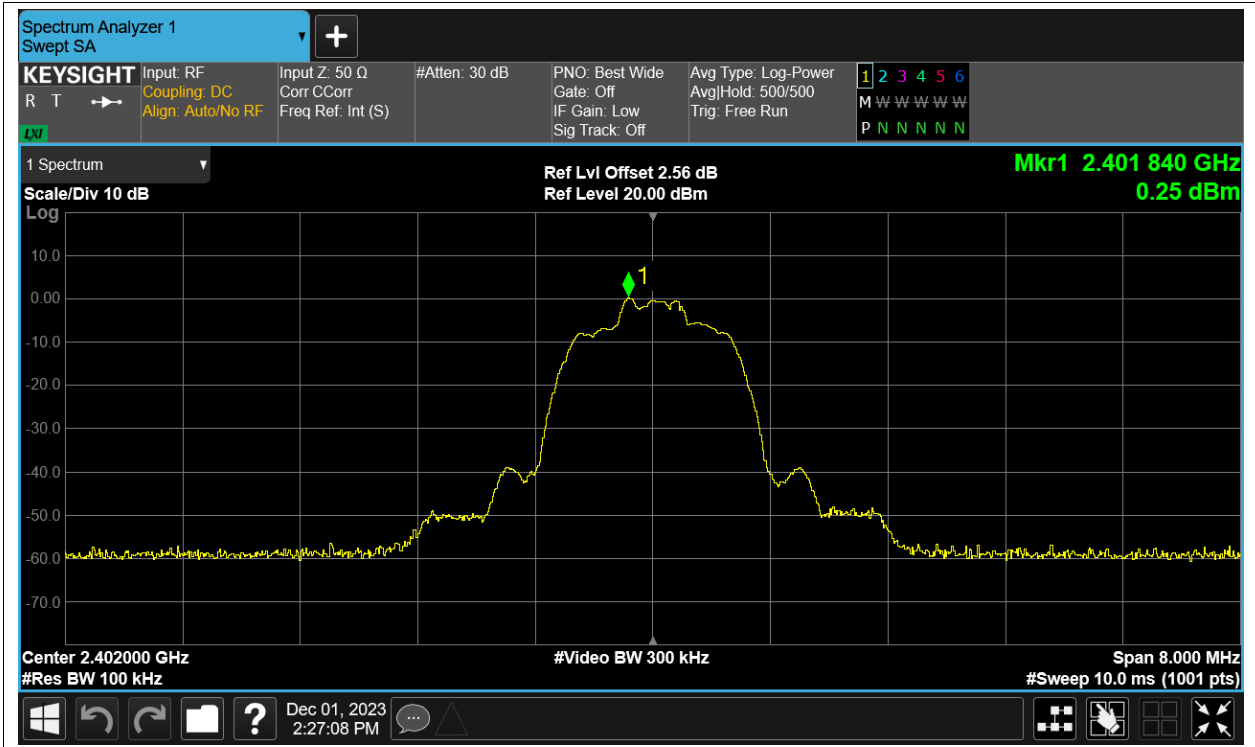 Spectrum Analyzer 1
Swept SA
+
KEYSIGHT
R T
LXI
Input: RF
Coupling: DC
Align: Auto/No RF
Input Z: 50 Ω
Corr CCorr
Freq Ref: Int (S)
#Atten: 30 dB
PNO: Best Wide
Gate: Off
IF Gain: Low
Sig Track: Off
Avg Type: Log-Power
Avg|Hold: 500/500
Trig: Free Run
1 2 3 4 5 6
M W W W W W
P N N N N N
1 Spectrum
Scale/Div 10 dB
Log
Ref Lvl Offset 2.56 dB
Ref Level 20.00 dBm
Mkr1 2.401 840 GHz
0.25 dBm
1
10.0
0.00
-10.0
-20.0
-30.0
-40.0
-50.0
-60.0
-70.0
Center 2.402000 GHz
#Res BW 100 kHz
#Video BW 300 kHz
Span 8.000 MHz
#Sweep 10.0 ms (1001 pts)
?
Dec 01, 2023
2:27:08 PM